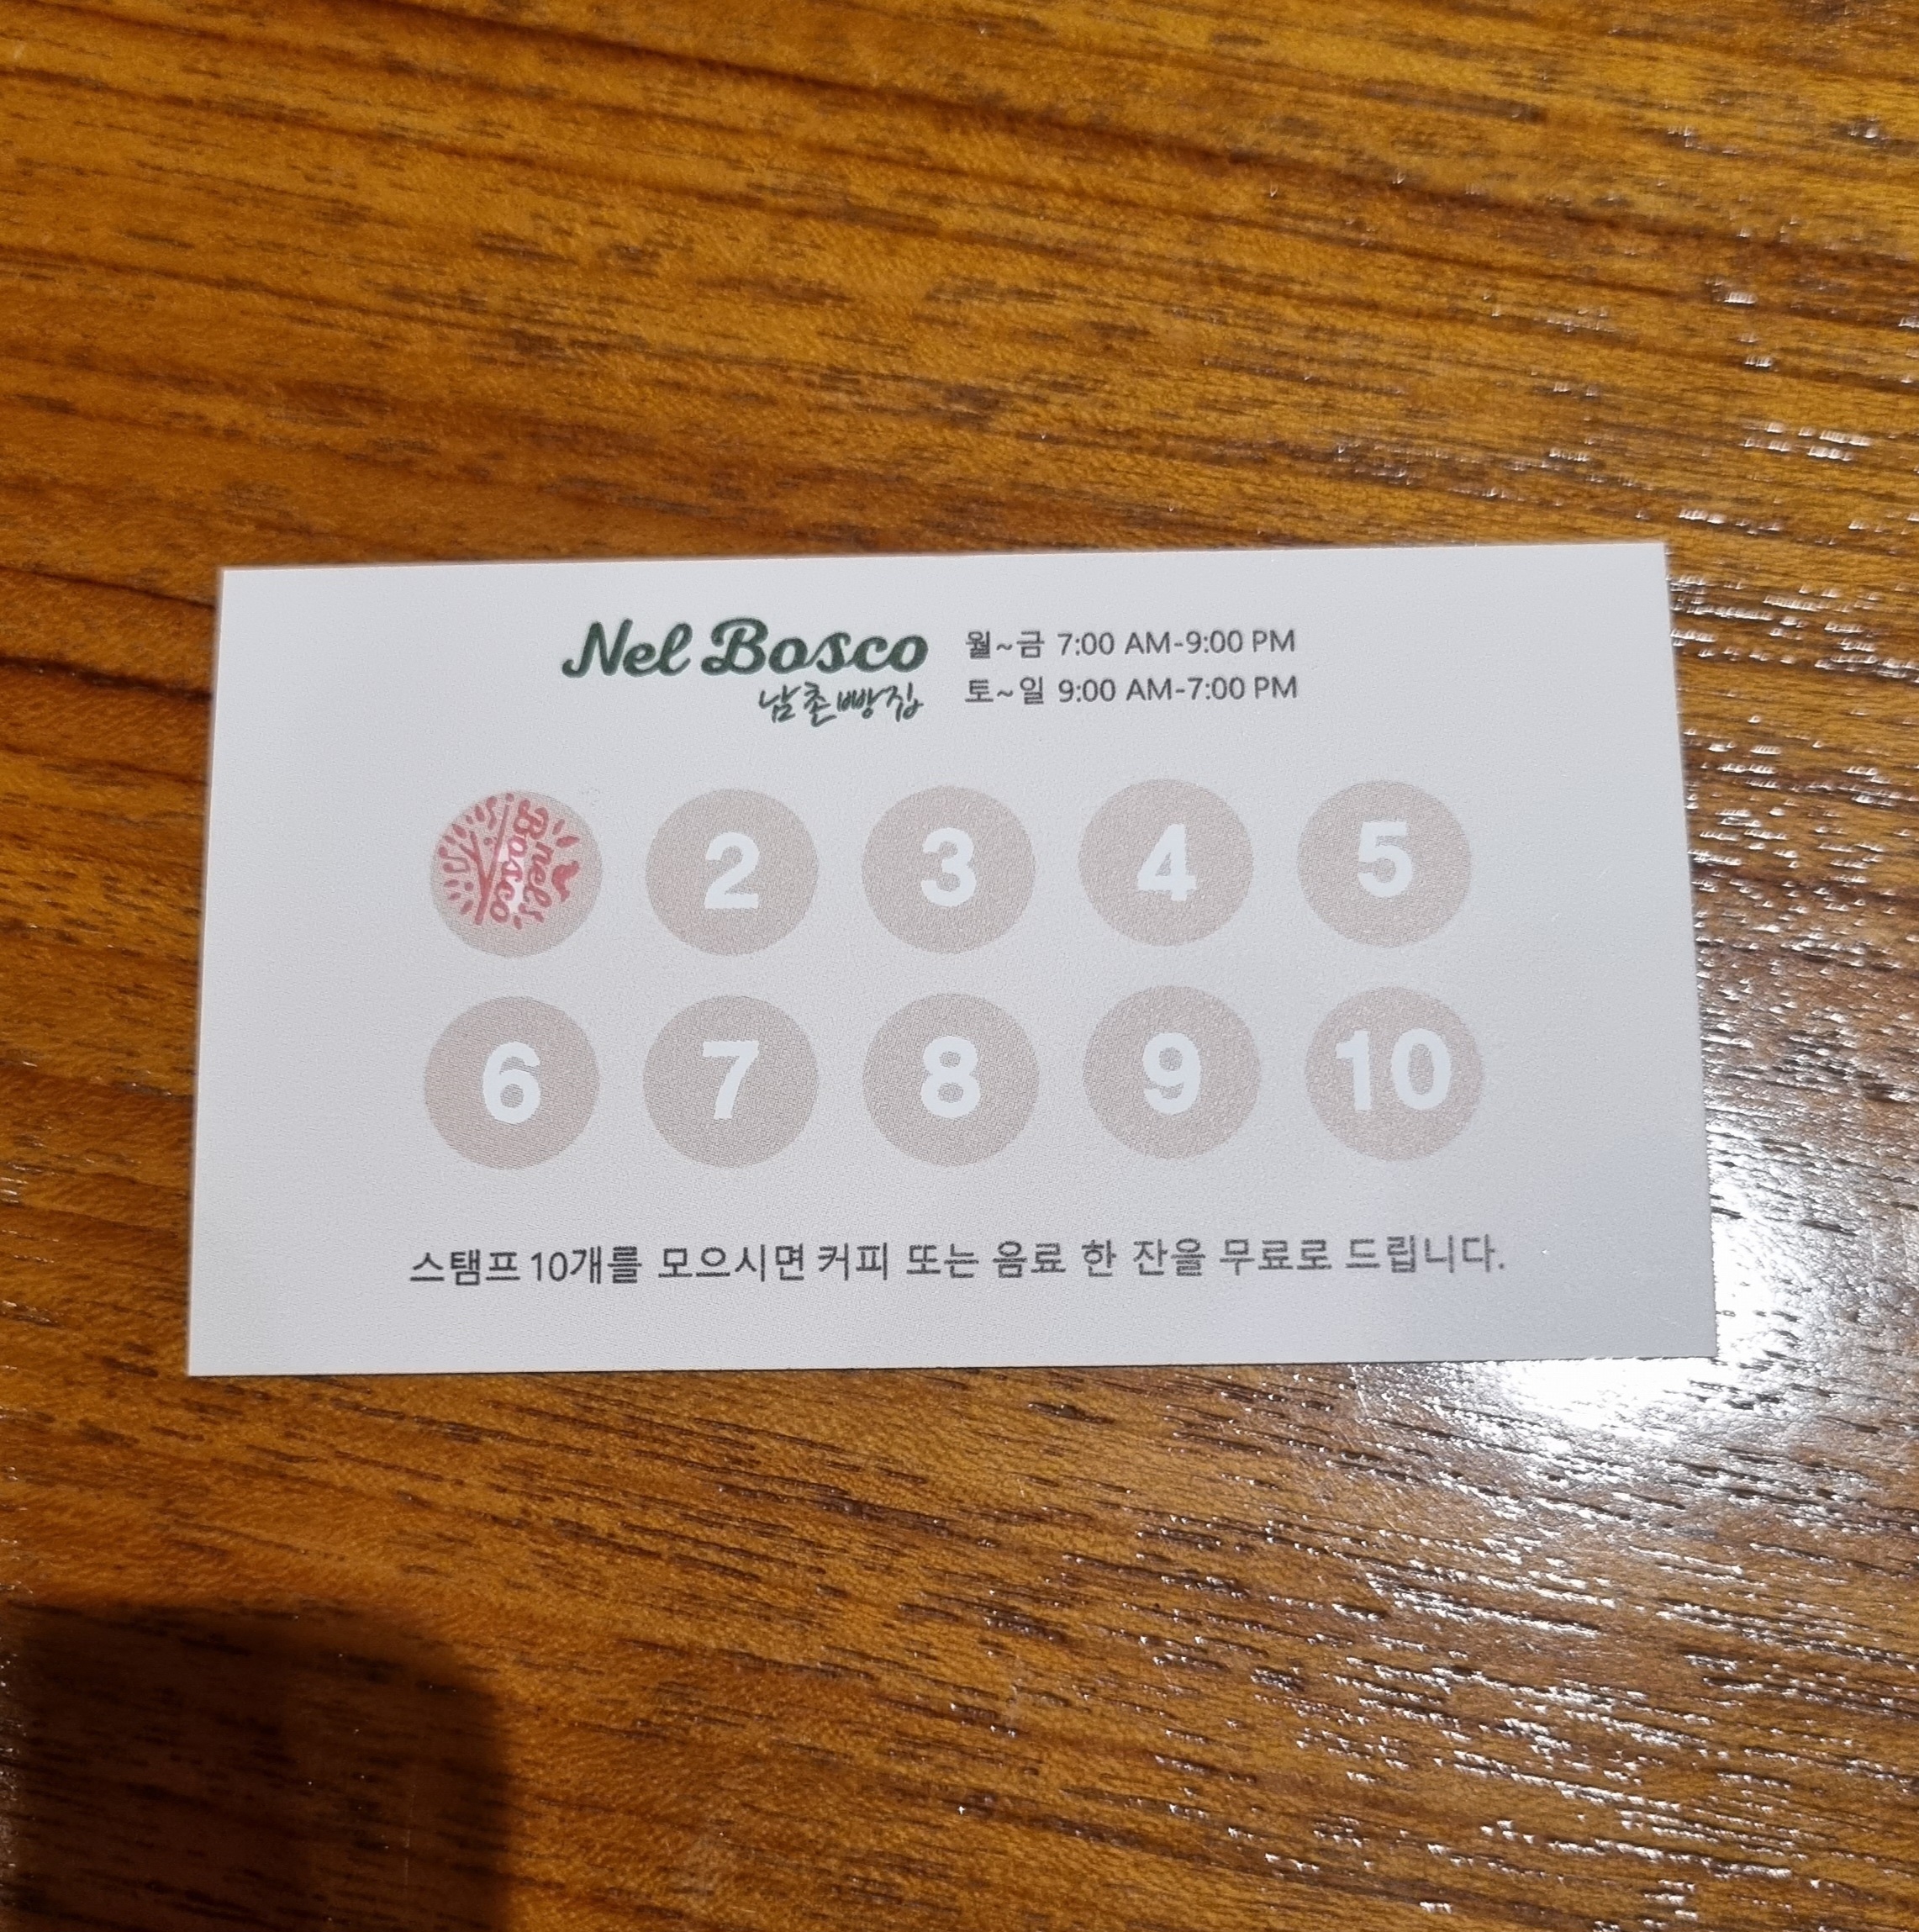 Nel Bosco
남촌빵집
월~금 7:00 AM-9:00 PM
토~일 9:00 AM-7:00 PM
nel Bosco
2 3 4 5
6 7 8 9 10
스탬프 10개를 모으시면 커피 또는 음료 한 잔을 무료로 드립니다.